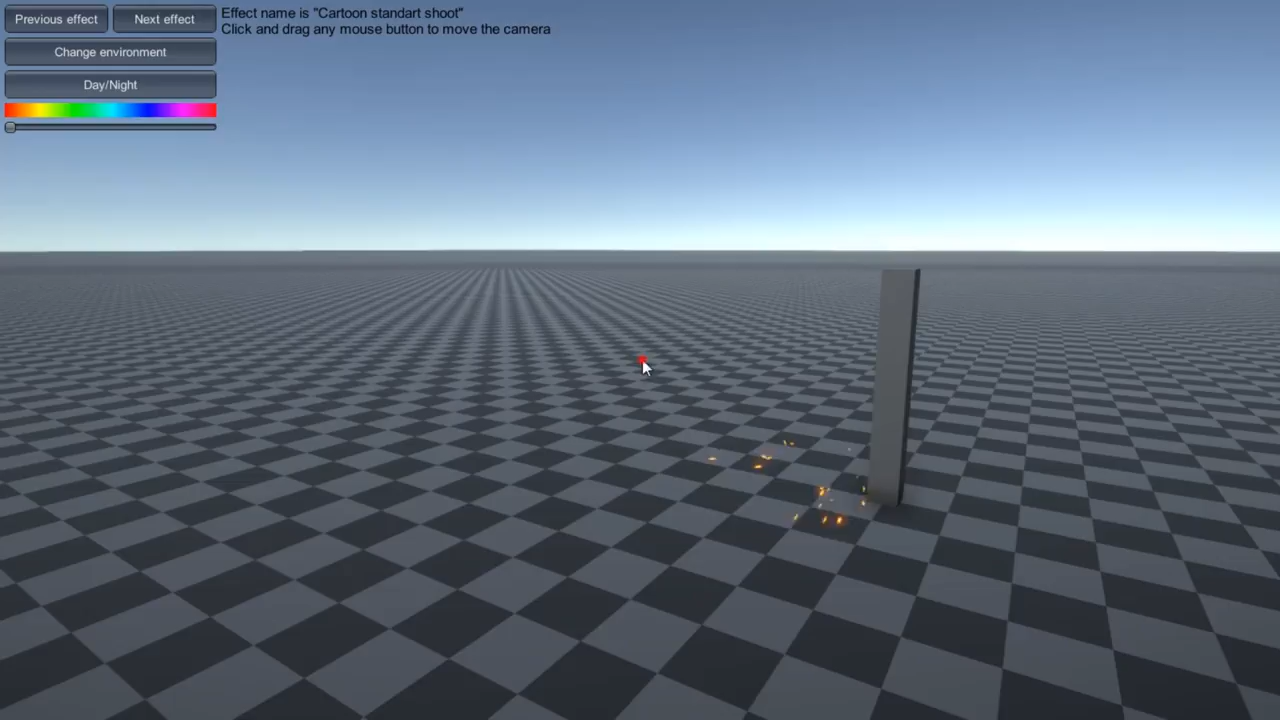 Previous effect
Next effect
Effect name is "Cartoon standart shoot"
Click and drag any mouse button to move the camera
Change environment
Day/Night